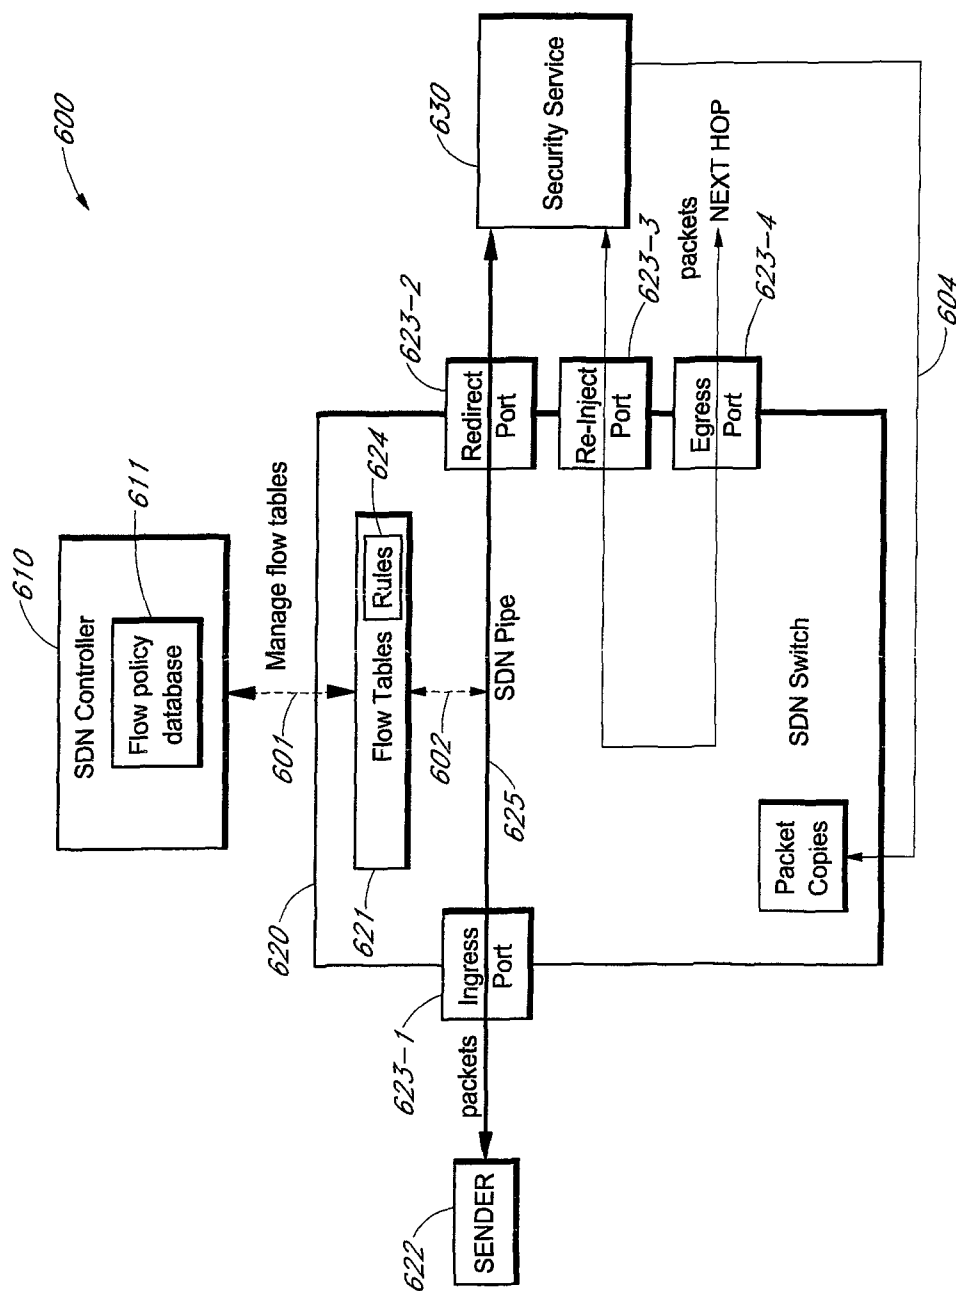 600
610
SDN Controller
611
Flow policy
database
601
Manage flow tables
620
621
Flow Tables
Rules
624
602
SDN Pipe
625
622
SENDER
packets
623-1
Ingress
Port
623-2
Redirect
Port
630
Security Service
Re-Inject
Port
623-3
Egress
Port
623-4
packets
NEXT HOP
SDN Switch
Packet
Copies
604